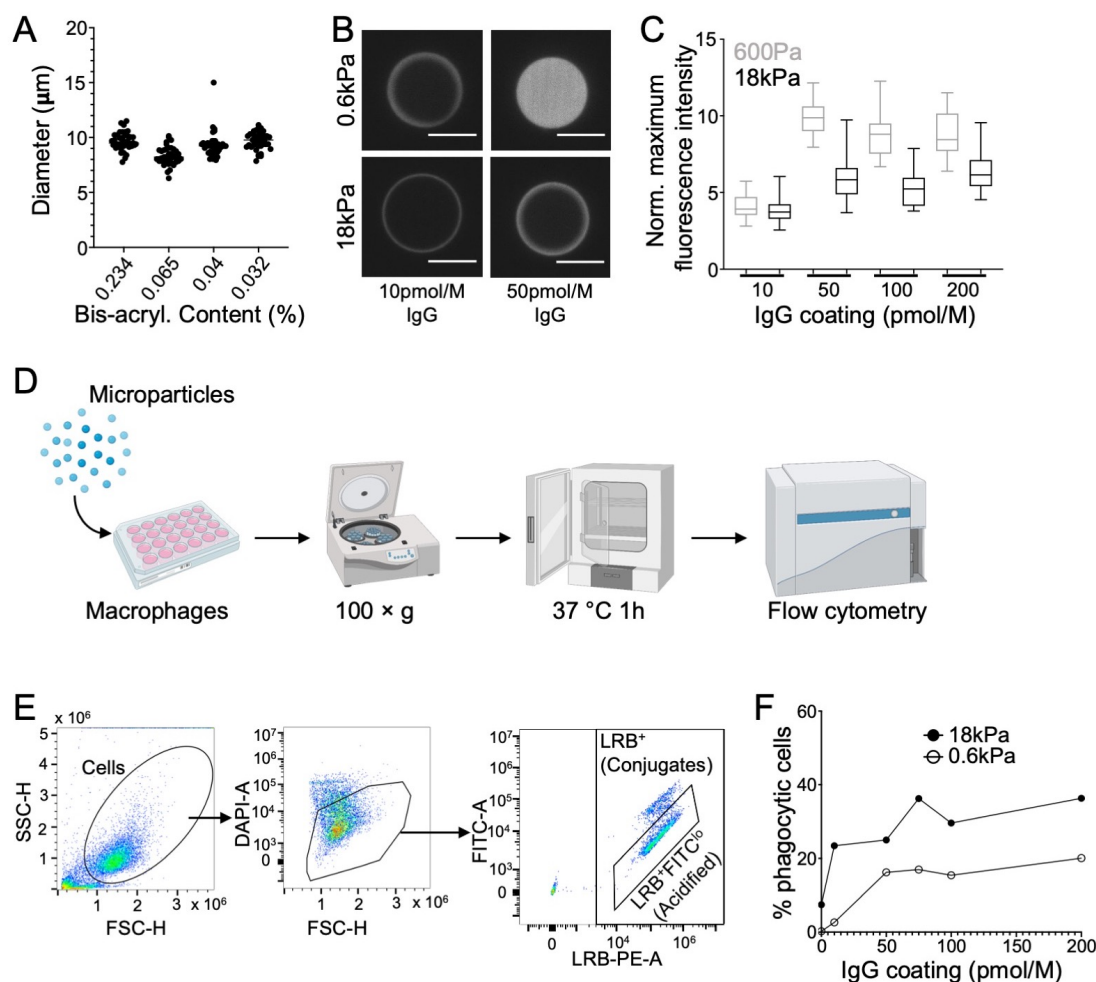 A
Diameter (µm)
20
15
10
5
0
0.234
0.065
0.04
0.032
Bis-acryl. Content (%)
B
0.6kPa
18kPa
10pmol/M
IgG
50pmol/M
IgG
C
Norm. maximum
fluorescence intensity
600Pa
18kPa
15
10
5
0
10
50
100
200
IgG coating (pmol/M)
D
Microparticles
Macrophages
100 × g
37 °C 1h
Flow cytometry
E
x 10⁶
SSC-H
5
4
3
2
1
Cells
1
2
3
x 10⁶
FSC-H
DAPI-A
10⁷
10⁶
10⁵
10⁴
10³
0
1
2
3
x 10⁶
FSC-H
FITC-A
10⁷
10⁶
10⁵
10⁴
10³
0
LRB⁺
(Conjugates)
LRB⁺FITCˡᵒ
(Acidified)
0
10⁴
10⁶
LRB-PE-A
F
% phagocytic cells
60
40
20
0
18kPa
0.6kPa
0
50
100
150
200
IgG coating (pmol/M)